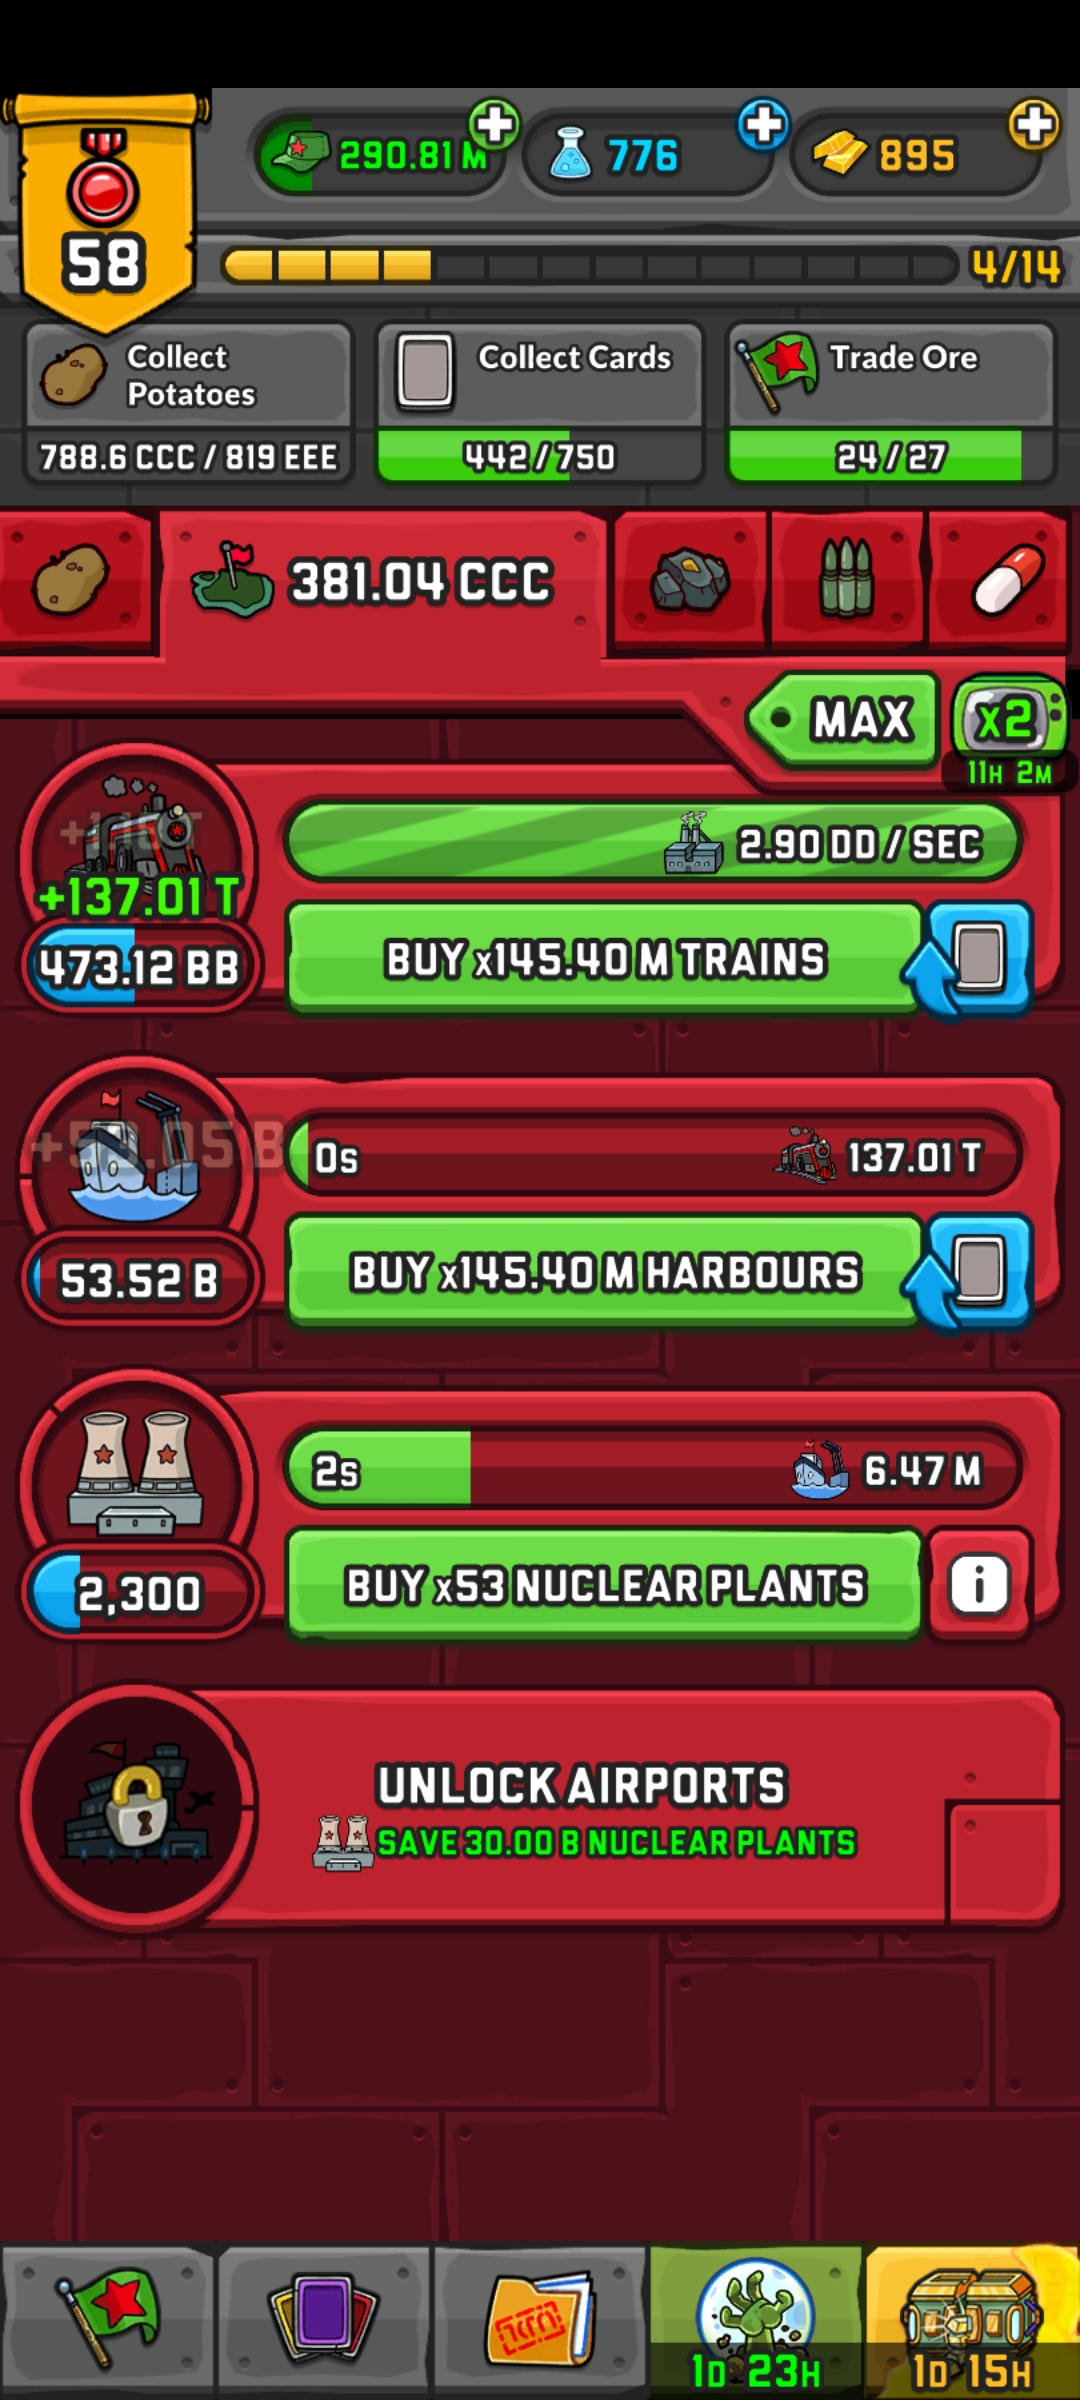 58
290.81 M
776
895
4/14
Collect
Potatoes
788.6 CCC / 819 EEE
Collect Cards
442/750
Trade Ore
24/27
381.04 CCC
MAX
x2
11H 2M
+137.01 T
473.12 BB
2.90 DD / SEC
BUY x145.40 M TRAINS
0s
137.01 T
53.52 B
BUY x145.40 M HARBOURS
2s
6.47 M
2,300
BUY x53 NUCLEAR PLANTS
i
UNLOCK AIRPORTS
SAVE 30.00 B NUCLEAR PLANTS
1D 23H
1D 15H